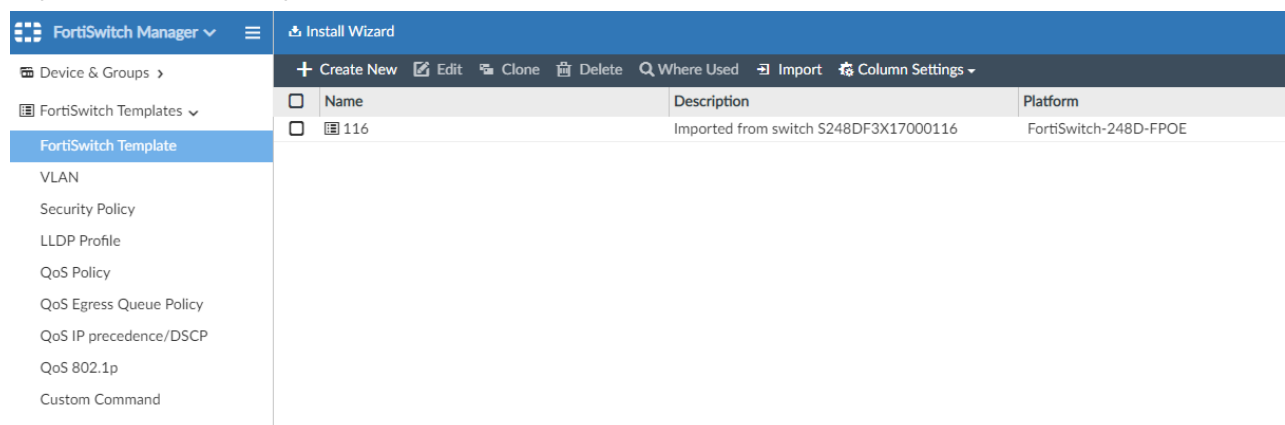 FortiSwitch Manager
Install Wizard
Device & Groups
Create New Edit Clone Delete Where Used Import Column Settings
FortiSwitch Templates
Name Description Platform
116 Imported from switch S248DF3X17000116 FortiSwitch-248D-FPOE
FortiSwitch Template
VLAN
Security Policy
LLDP Profile
QoS Policy
QoS Egress Queue Policy
QoS IP precedence/DSCP
QoS 802.1p
Custom Command